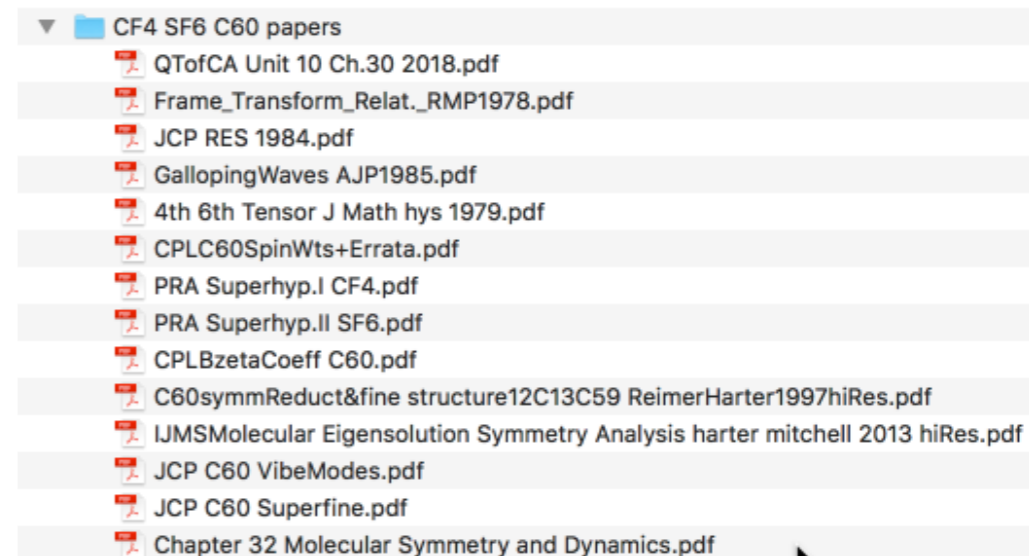 CF4 SF6 C60 papers
QTofCA Unit 10 Ch.30 2018.pdf
Frame_Transform_Relat._RMP1978.pdf
JCP RES 1984.pdf
GallopingWaves AJP1985.pdf
4th 6th Tensor J Math hys 1979.pdf
CPLC60SpinWts+Errata.pdf
PRA Superhyp.I CF4.pdf
PRA Superhyp.II SF6.pdf
CPLBzetaCoeff C60.pdf
C60symmReduct&fine structure12C13C59 ReimerHarter1997hiRes.pdf
IJMSMolecular Eigensolution Symmetry Analysis harter mitchell 2013 hiRes.pdf
JCP C60 VibeModes.pdf
JCP C60 Superfine.pdf
Chapter 32 Molecular Symmetry and Dynamics.pdf